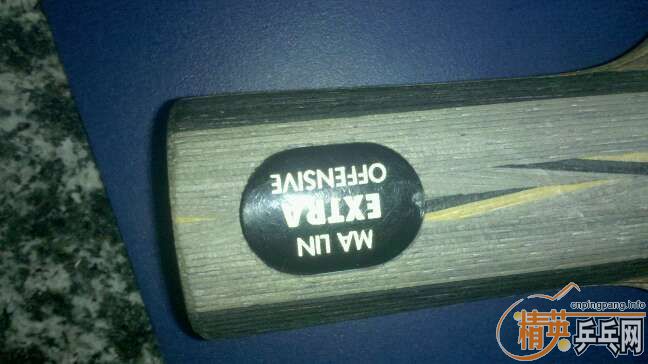 MA LIN
EXTRA
OFFENSIVE
cnpingpang.info
精英乒乓网